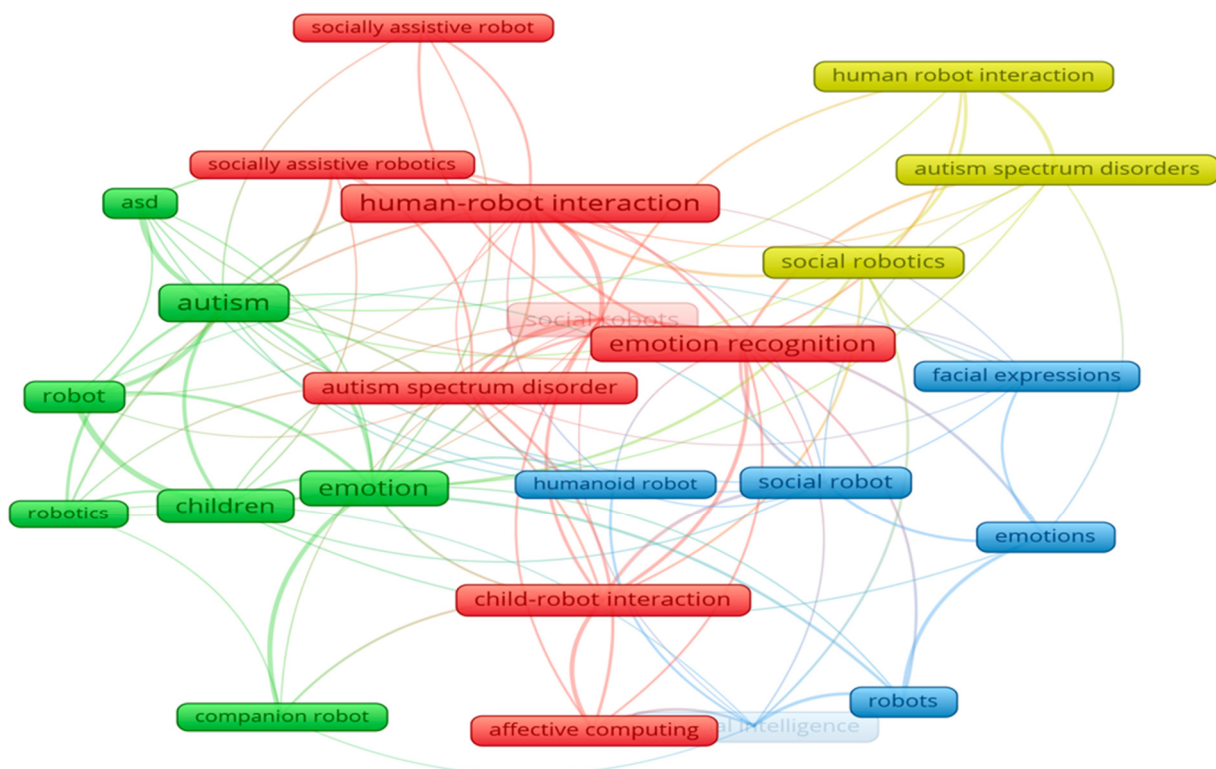 socially assistive robot
human robot interaction
socially assistive robotics
autism spectrum disorders
asd
human-robot interaction
social robotics
autism
social robots
emotion recognition
facial expressions
autism spectrum disorder
robot
emotion
humanoid robot
social robot
children
robotics
emotions
child-robot interaction
robots
companion robot
affective computing
al intelligence